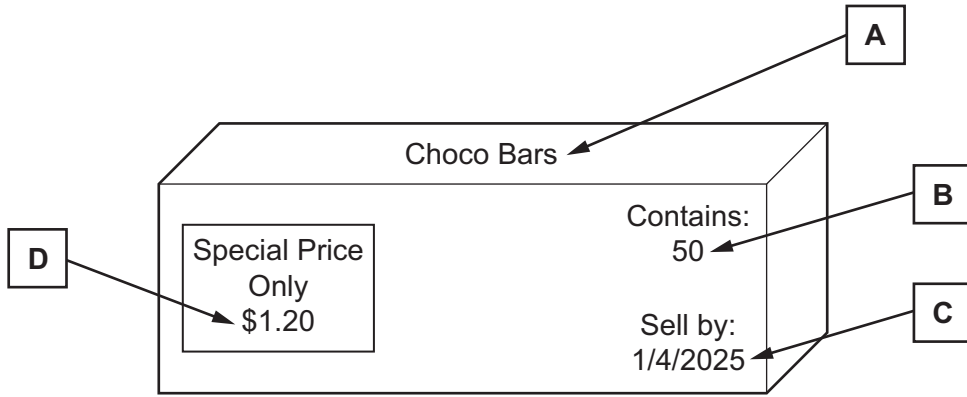 A
Choco Bars
B
Contains:
50
D
Special Price
Only
$1.20
C
Sell by:
1/4/2025